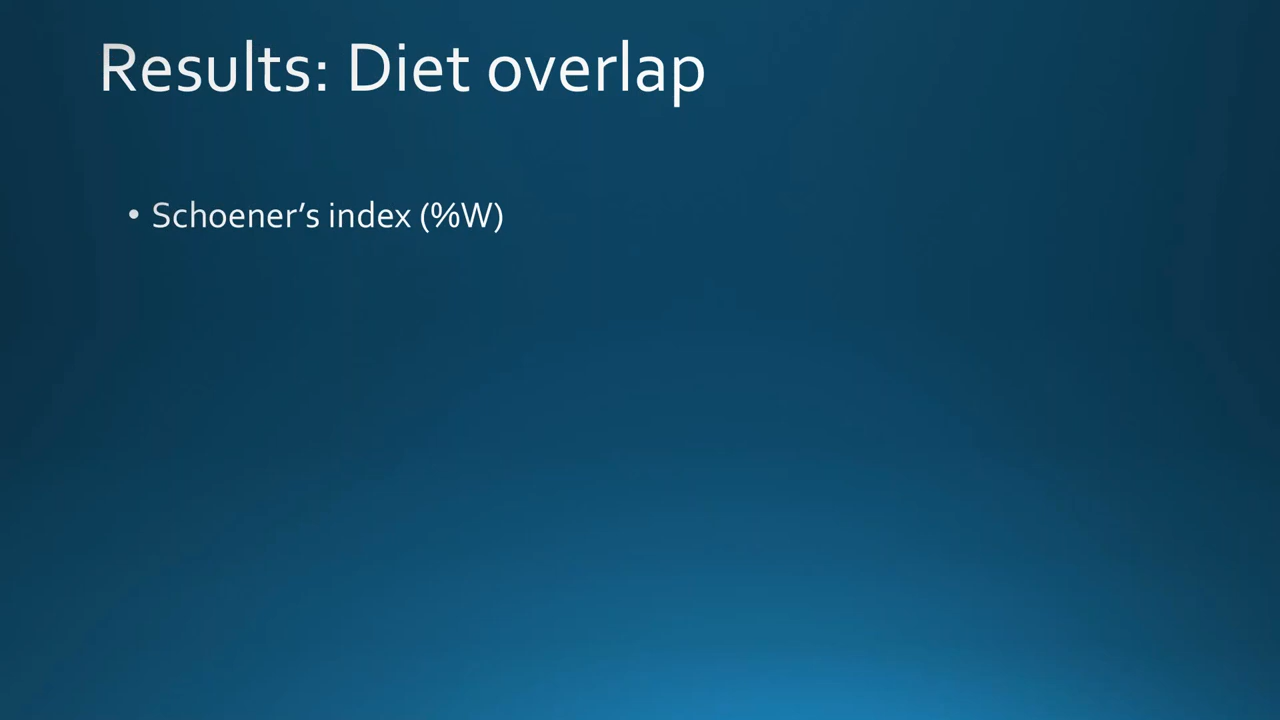 Results: Diet overlap
• Schoener’s index (%W)